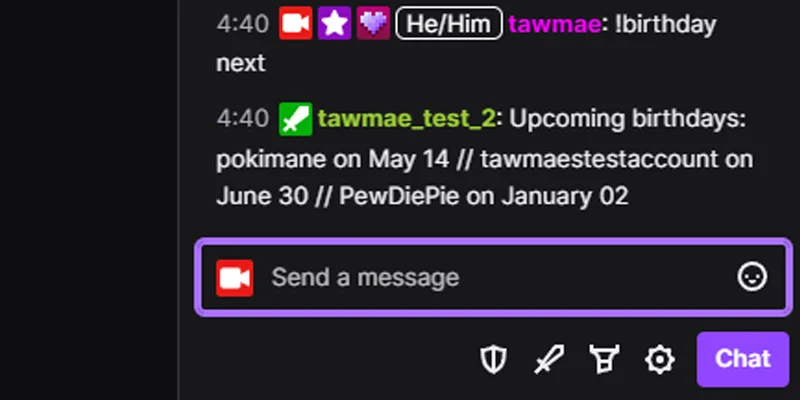 4:40 He/Him tawmae: !birthday
next
4:40 tawmae_test_2: Upcoming birthdays:
pokimane on May 14 // tawmaestestaccount on
June 30 // PewDiePie on January 02
Send a message
Chat